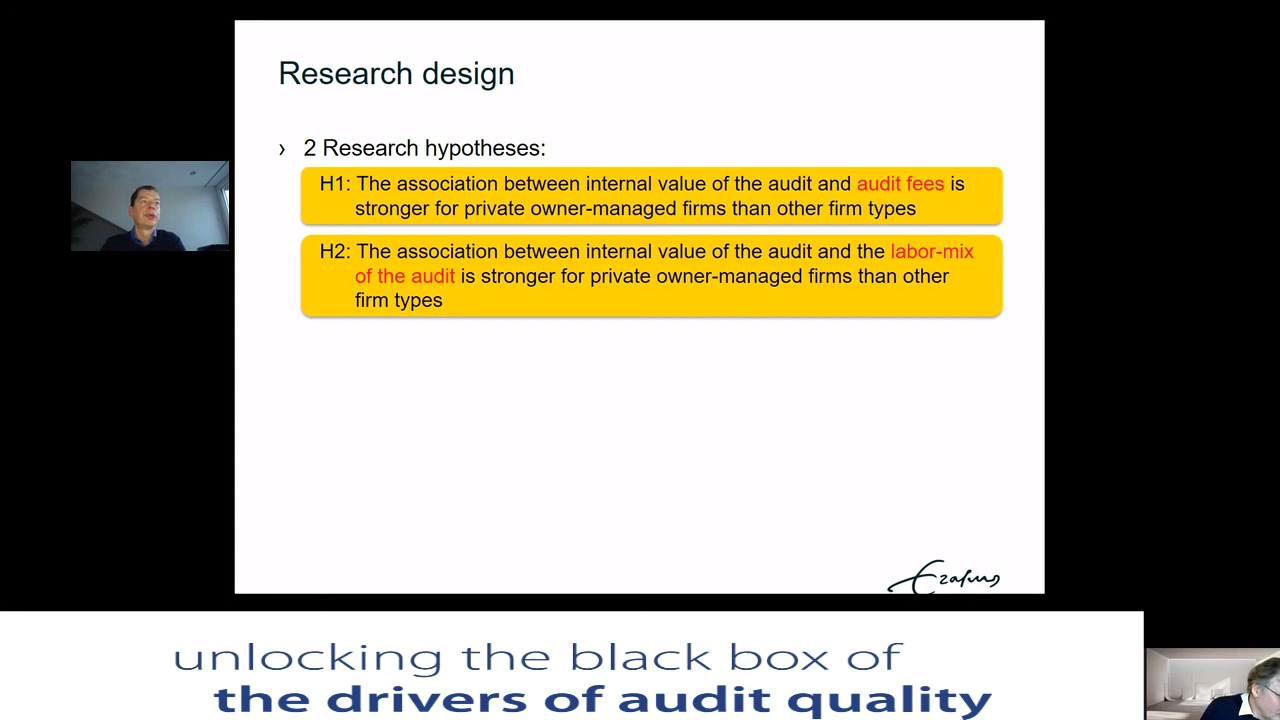 Research design
› 2 Research hypotheses:
H1: The association between internal value of the audit and audit fees is
stronger for private owner-managed firms than other firm types
H2: The association between internal value of the audit and the labor-mix
of the audit is stronger for private owner-managed firms than other
firm types
Erasmus
unlocking the black box of
the drivers of audit quality